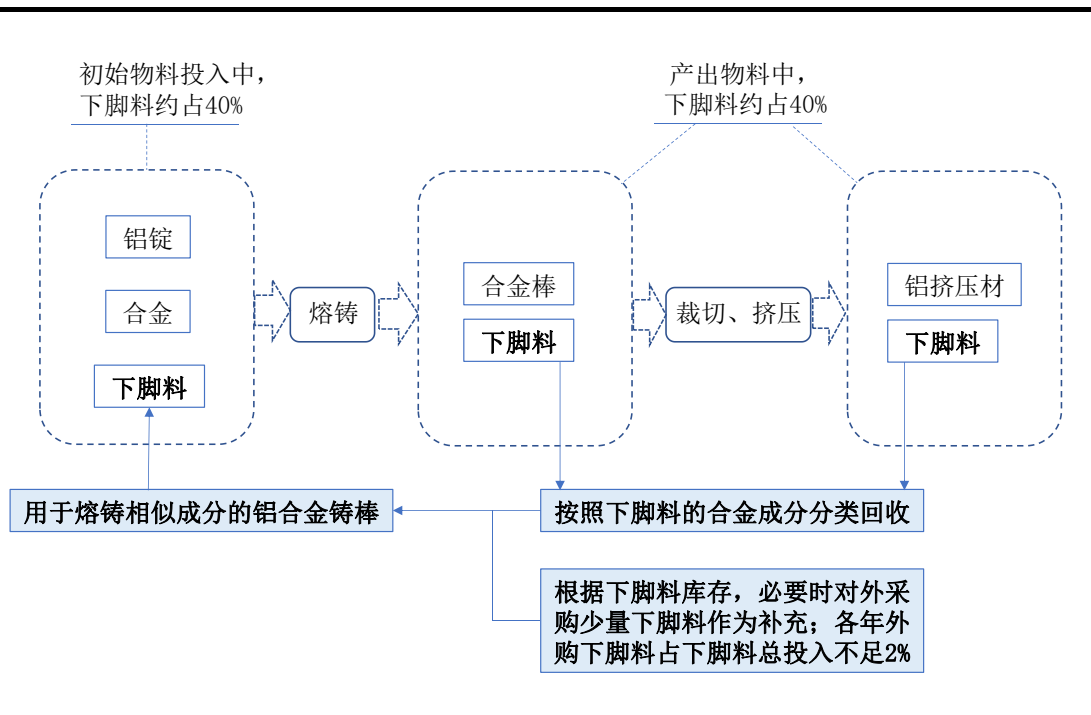 初始物料投入中，
下脚料约占40%
产出物料中，
下脚料约占40%
铝锭
合金
下脚料
熔铸
合金棒
下脚料
裁切、挤压
铝挤压材
下脚料
用于熔铸相似成分的铝合金铸棒
按照下脚料的合金成分分类回收
根据下脚料库存，必要时对外采
购少量下脚料作为补充；各年外
购下脚料占下脚料总投入不足2%